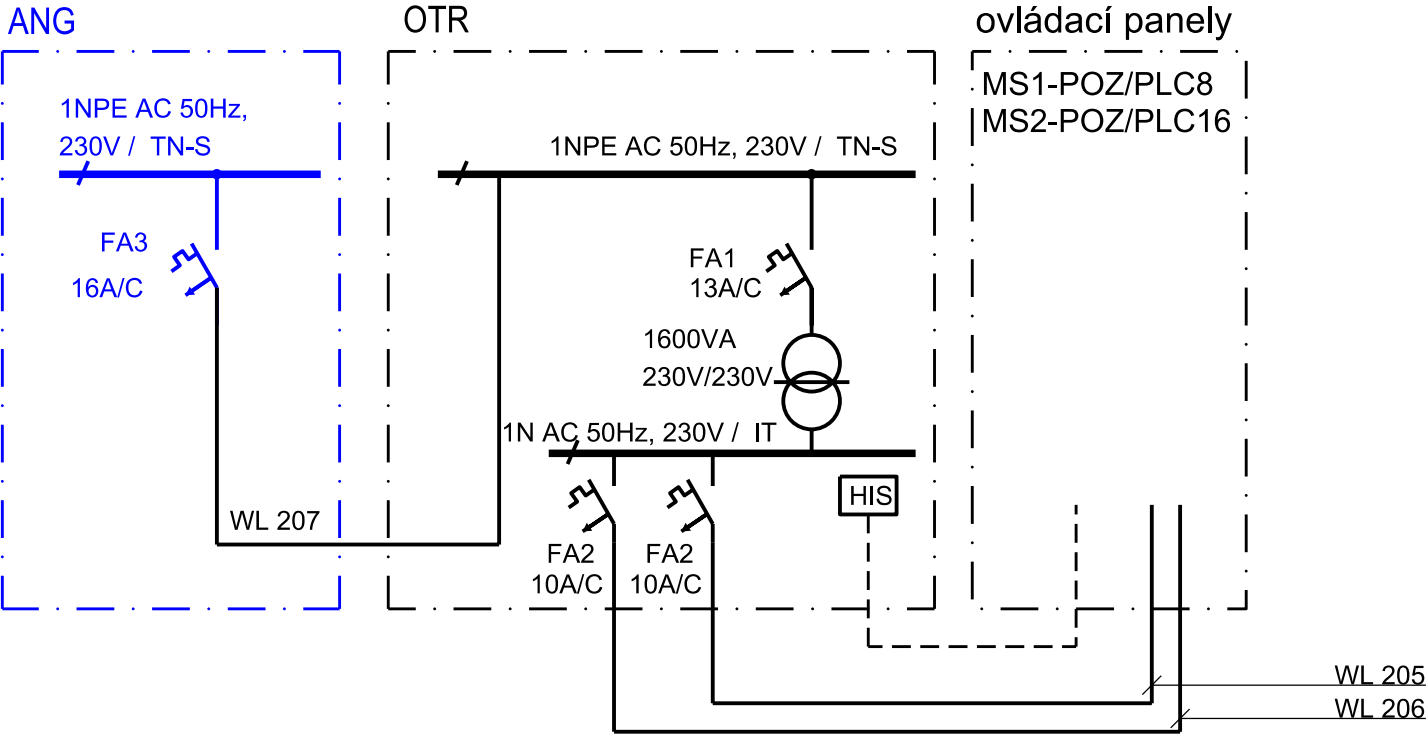 ANG
1NPE AC 50Hz,
230V / TN-S
FA3
16A/C
WL 207
OTR
1NPE AC 50Hz, 230V / TN-S
FA1
13A/C
1600VA
230V/230V
1N AC 50Hz, 230V / IT
HIS
FA2
10A/C
FA2
10A/C
ovládací panely
MS1-POZ/PLC8
MS2-POZ/PLC16
WL 205
WL 206